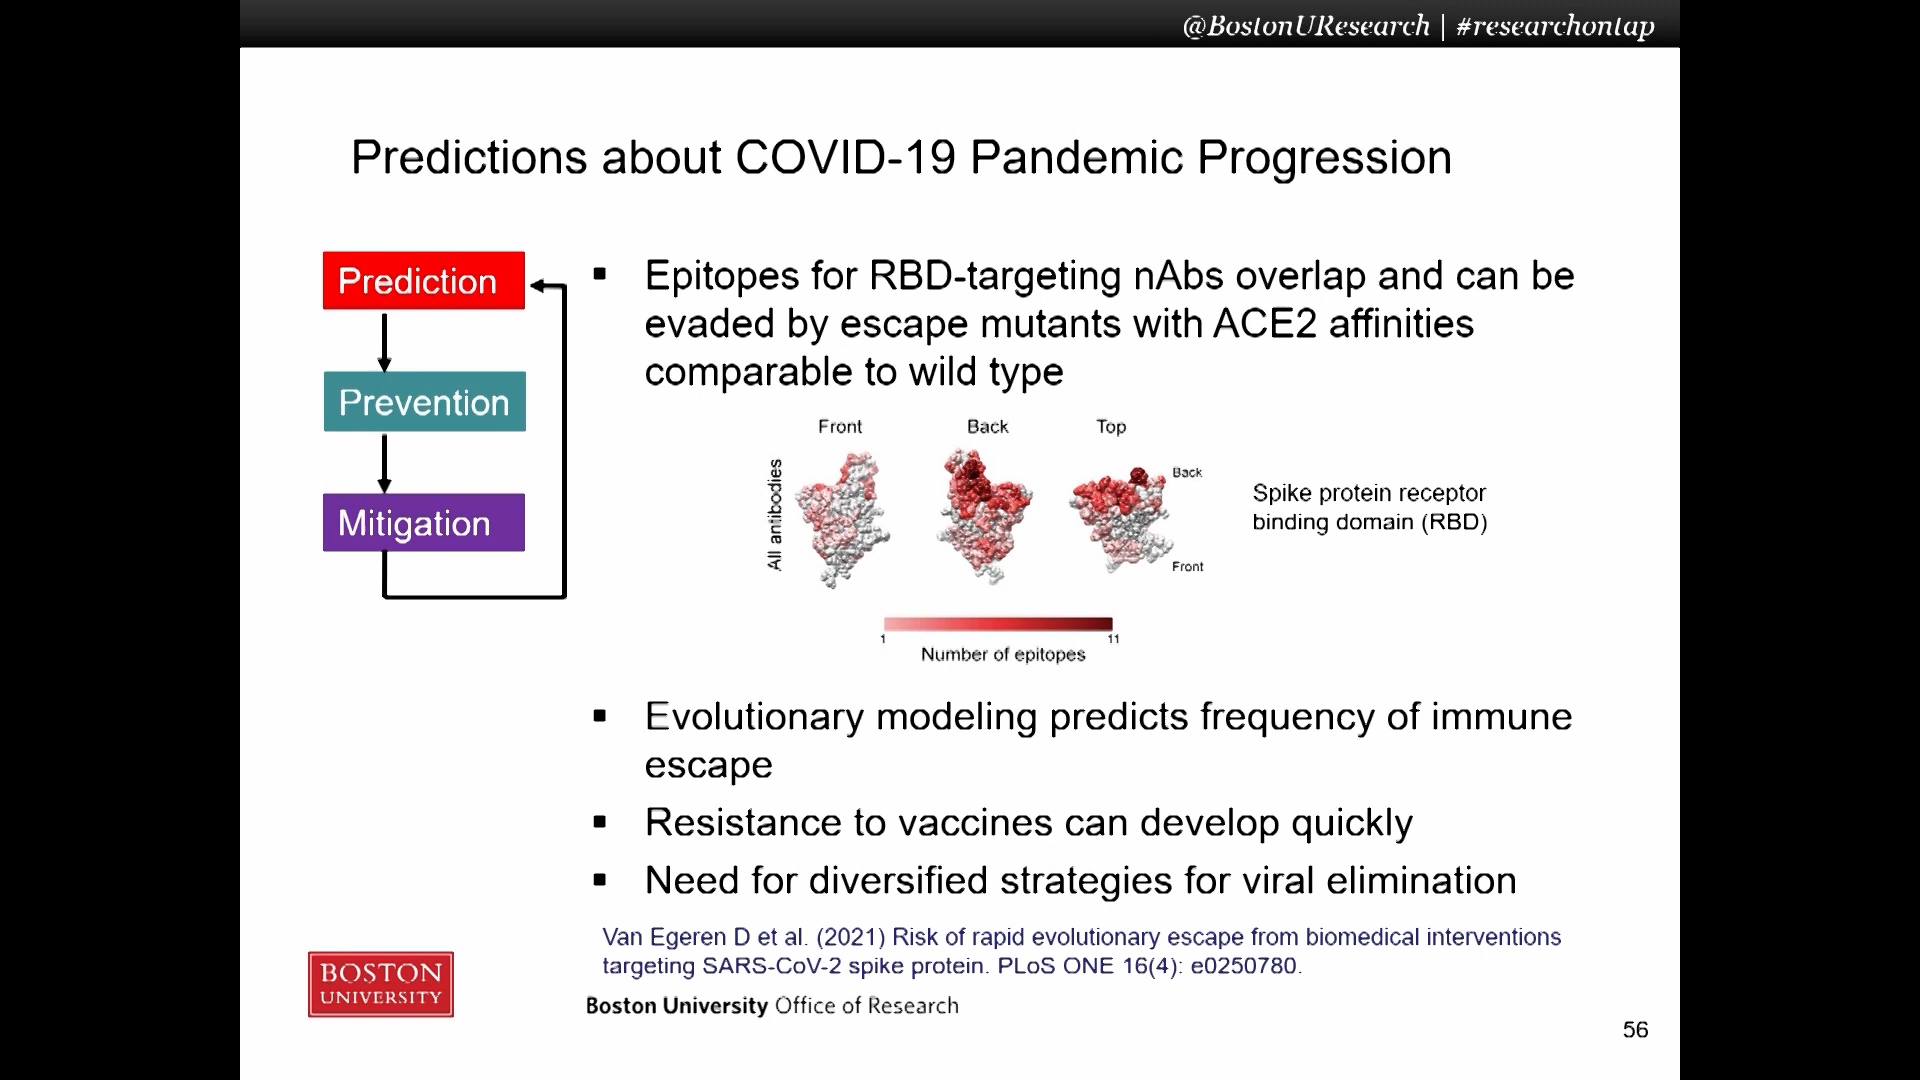 @BostonUResearch | #researchontap
Predictions about COVID-19 Pandemic Progression
Prediction
Prevention
Mitigation
▪ Epitopes for RBD-targeting nAbs overlap and can be
evaded by escape mutants with ACE2 affinities
comparable to wild type
Front
Back
Top
All antibodies
Back
Front
Spike protein receptor
binding domain (RBD)
1
11
Number of epitopes
▪ Evolutionary modeling predicts frequency of immune
escape
▪ Resistance to vaccines can develop quickly
▪ Need for diversified strategies for viral elimination
Van Egeren D et al. (2021) Risk of rapid evolutionary escape from biomedical interventions
targeting SARS-CoV-2 spike protein. PLoS ONE 16(4): e0250780.
BOSTON
UNIVERSITY
Boston University Office of Research
56